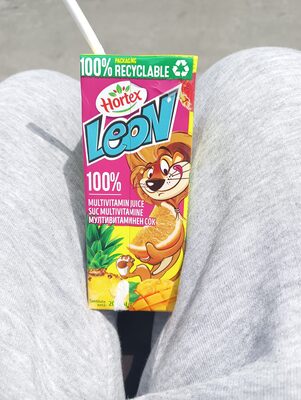 PACKAGING
100% RECYCLABLE
Hortex
LEON
100%
MULTIVITAMIN JUICE
SUC MULTIVITAMINE
МУЛТИВИТАМИНЕН СОК